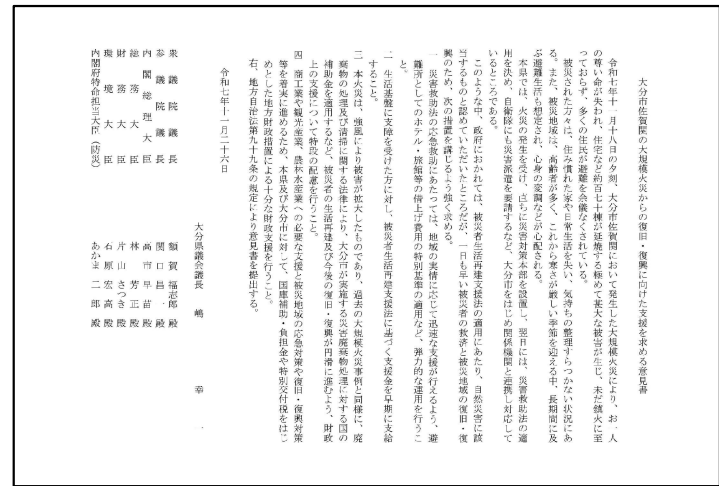 大分市佐賀関の大規模火災からの復旧・復興に向けた支援を求める意見書
令和七年十一月十八日の夕刻、大分市佐賀関において発生した大規模火災により、お一人
の尊い命が失われ、住宅など約百七十棟が延焼する極めて甚大な被害が生じ、未だ鎮火に至
っておらず、多くの住民が避難を余儀なくされている。
被災された方々は、住み慣れた家や日常生活を失い、気持ちの整理すらつかない状況にあ
る。また、被災地域は、高齢者が多く、これから寒さが厳しい季節を迎える中、長期間に及
ぶ避難生活も想定され、心身の変調などが心配される。
本県では、火災の発生を受け、直ちに災害対策本部を設置し、翌日には、災害救助法の適
用を決め、自衛隊にも災害派遣を要請するなど、大分市をはじめ関係機関と連携し対応して
いるところである。
このような中、政府におかれては、被災者生活再建支援法の適用にあたり、自然災害に該
当するものと認めていただいたところだが、一日も早い被災者の救済と被災地域の復旧・復
興のため、次の措置を講じるよう強く求める。
一 災害救助法の応急救助にあたっては、地域の実情に応じて迅速な支援が行えるよう、避
難所としてのホテル・旅館等の借上げ費用の特別基準の適用など、弾力的な運用を行うこ
と。
二 生活基盤に支障を受けた方に対し、被災者生活再建支援法に基づく支援金を早期に支給
すること。
三 本火災は、強風により被害が拡大したものであり、過去の大規模火災事例と同様に、廃
棄物の処理及び清掃に関する法律により、大分市が実施する災害廃棄物処理に対する国の
補助金を適用するなど、被災者の生活再建及び今後の復旧・復興が円滑に進むよう、財政
上の支援について特段の配慮を行うこと。
四 商工業や観光産業、農林水産業への必要な支援と被災地域の応急対策や復旧・復興対策
等を着実に進めるため、本県及び大分市に対して、国庫補助・負担金や特別交付税をはじ
めとした地方財政措置による十分な財政支援を行うこと。
右、地方自治法第九十九条の規定により意見書を提出する。
令和七年十一月二十六日
大分県議会議長 嶋 幸一
衆議院議長 額賀福志郎殿
参議院議長 関口昌一殿
内閣総理大臣 高市早苗殿
総務大臣 林芳正殿
財務大臣 片山さつき殿
環境大臣 石原宏高殿
内閣府特命担当大臣（防災） あかま二郎殿